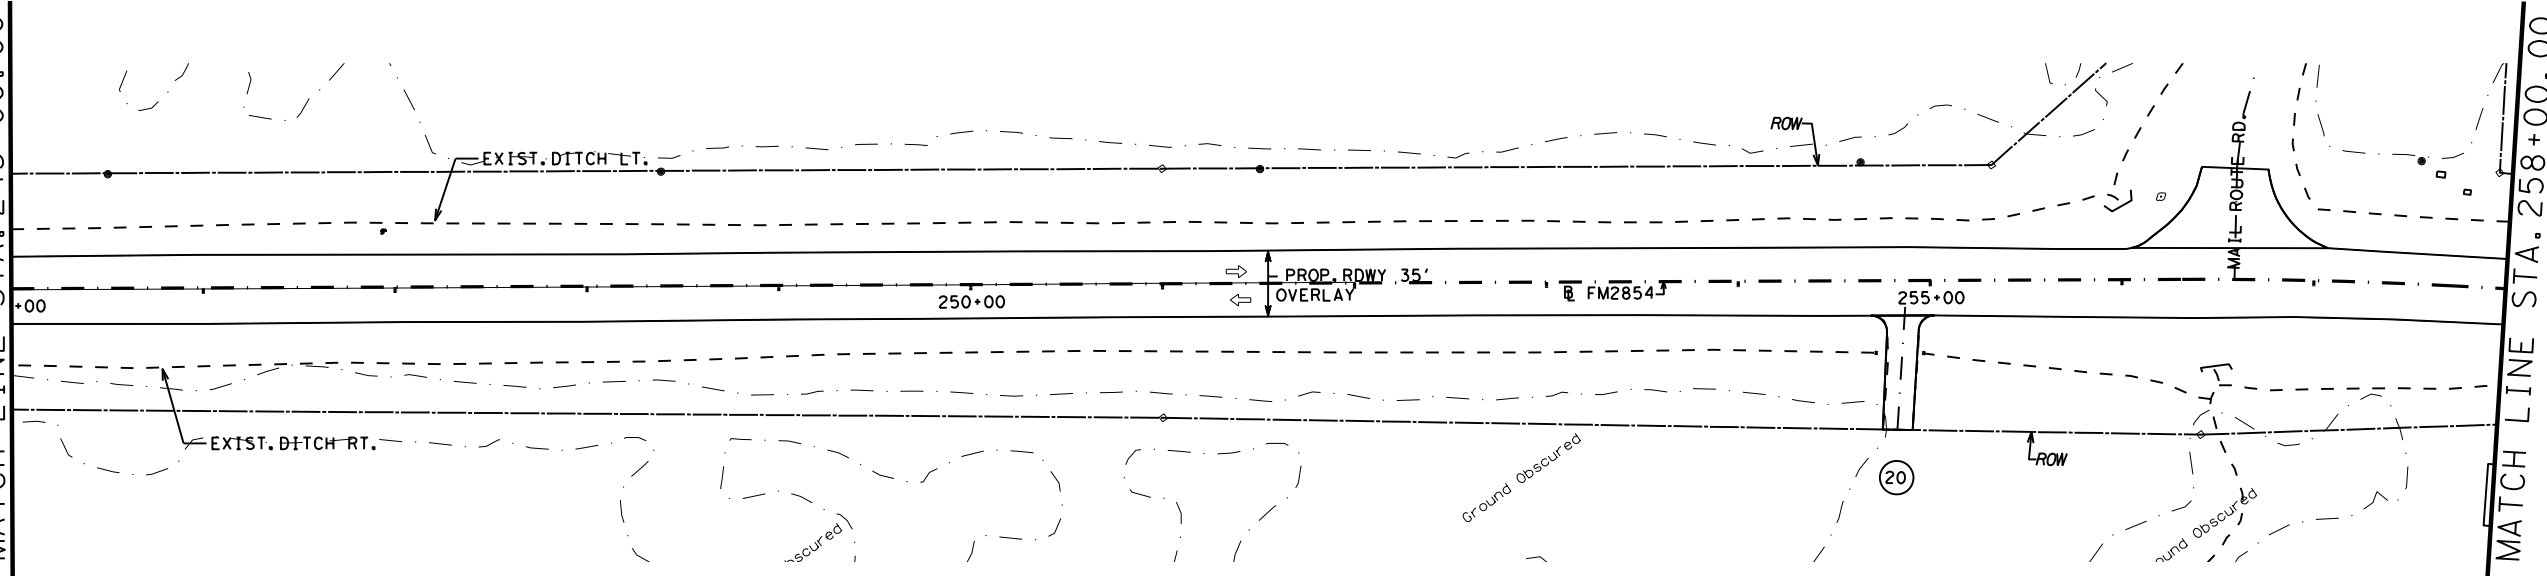 EXIST. DITCH LT.
ROW
MAIL ROUTE RD.
PROP. RDWY 35'
OVERLAY
℄ FM2854
+00
250+00
255+00
EXIST. DITCH RT.
ROW
20
Ground Obscured
MATCH LINE STA. 258+00.00